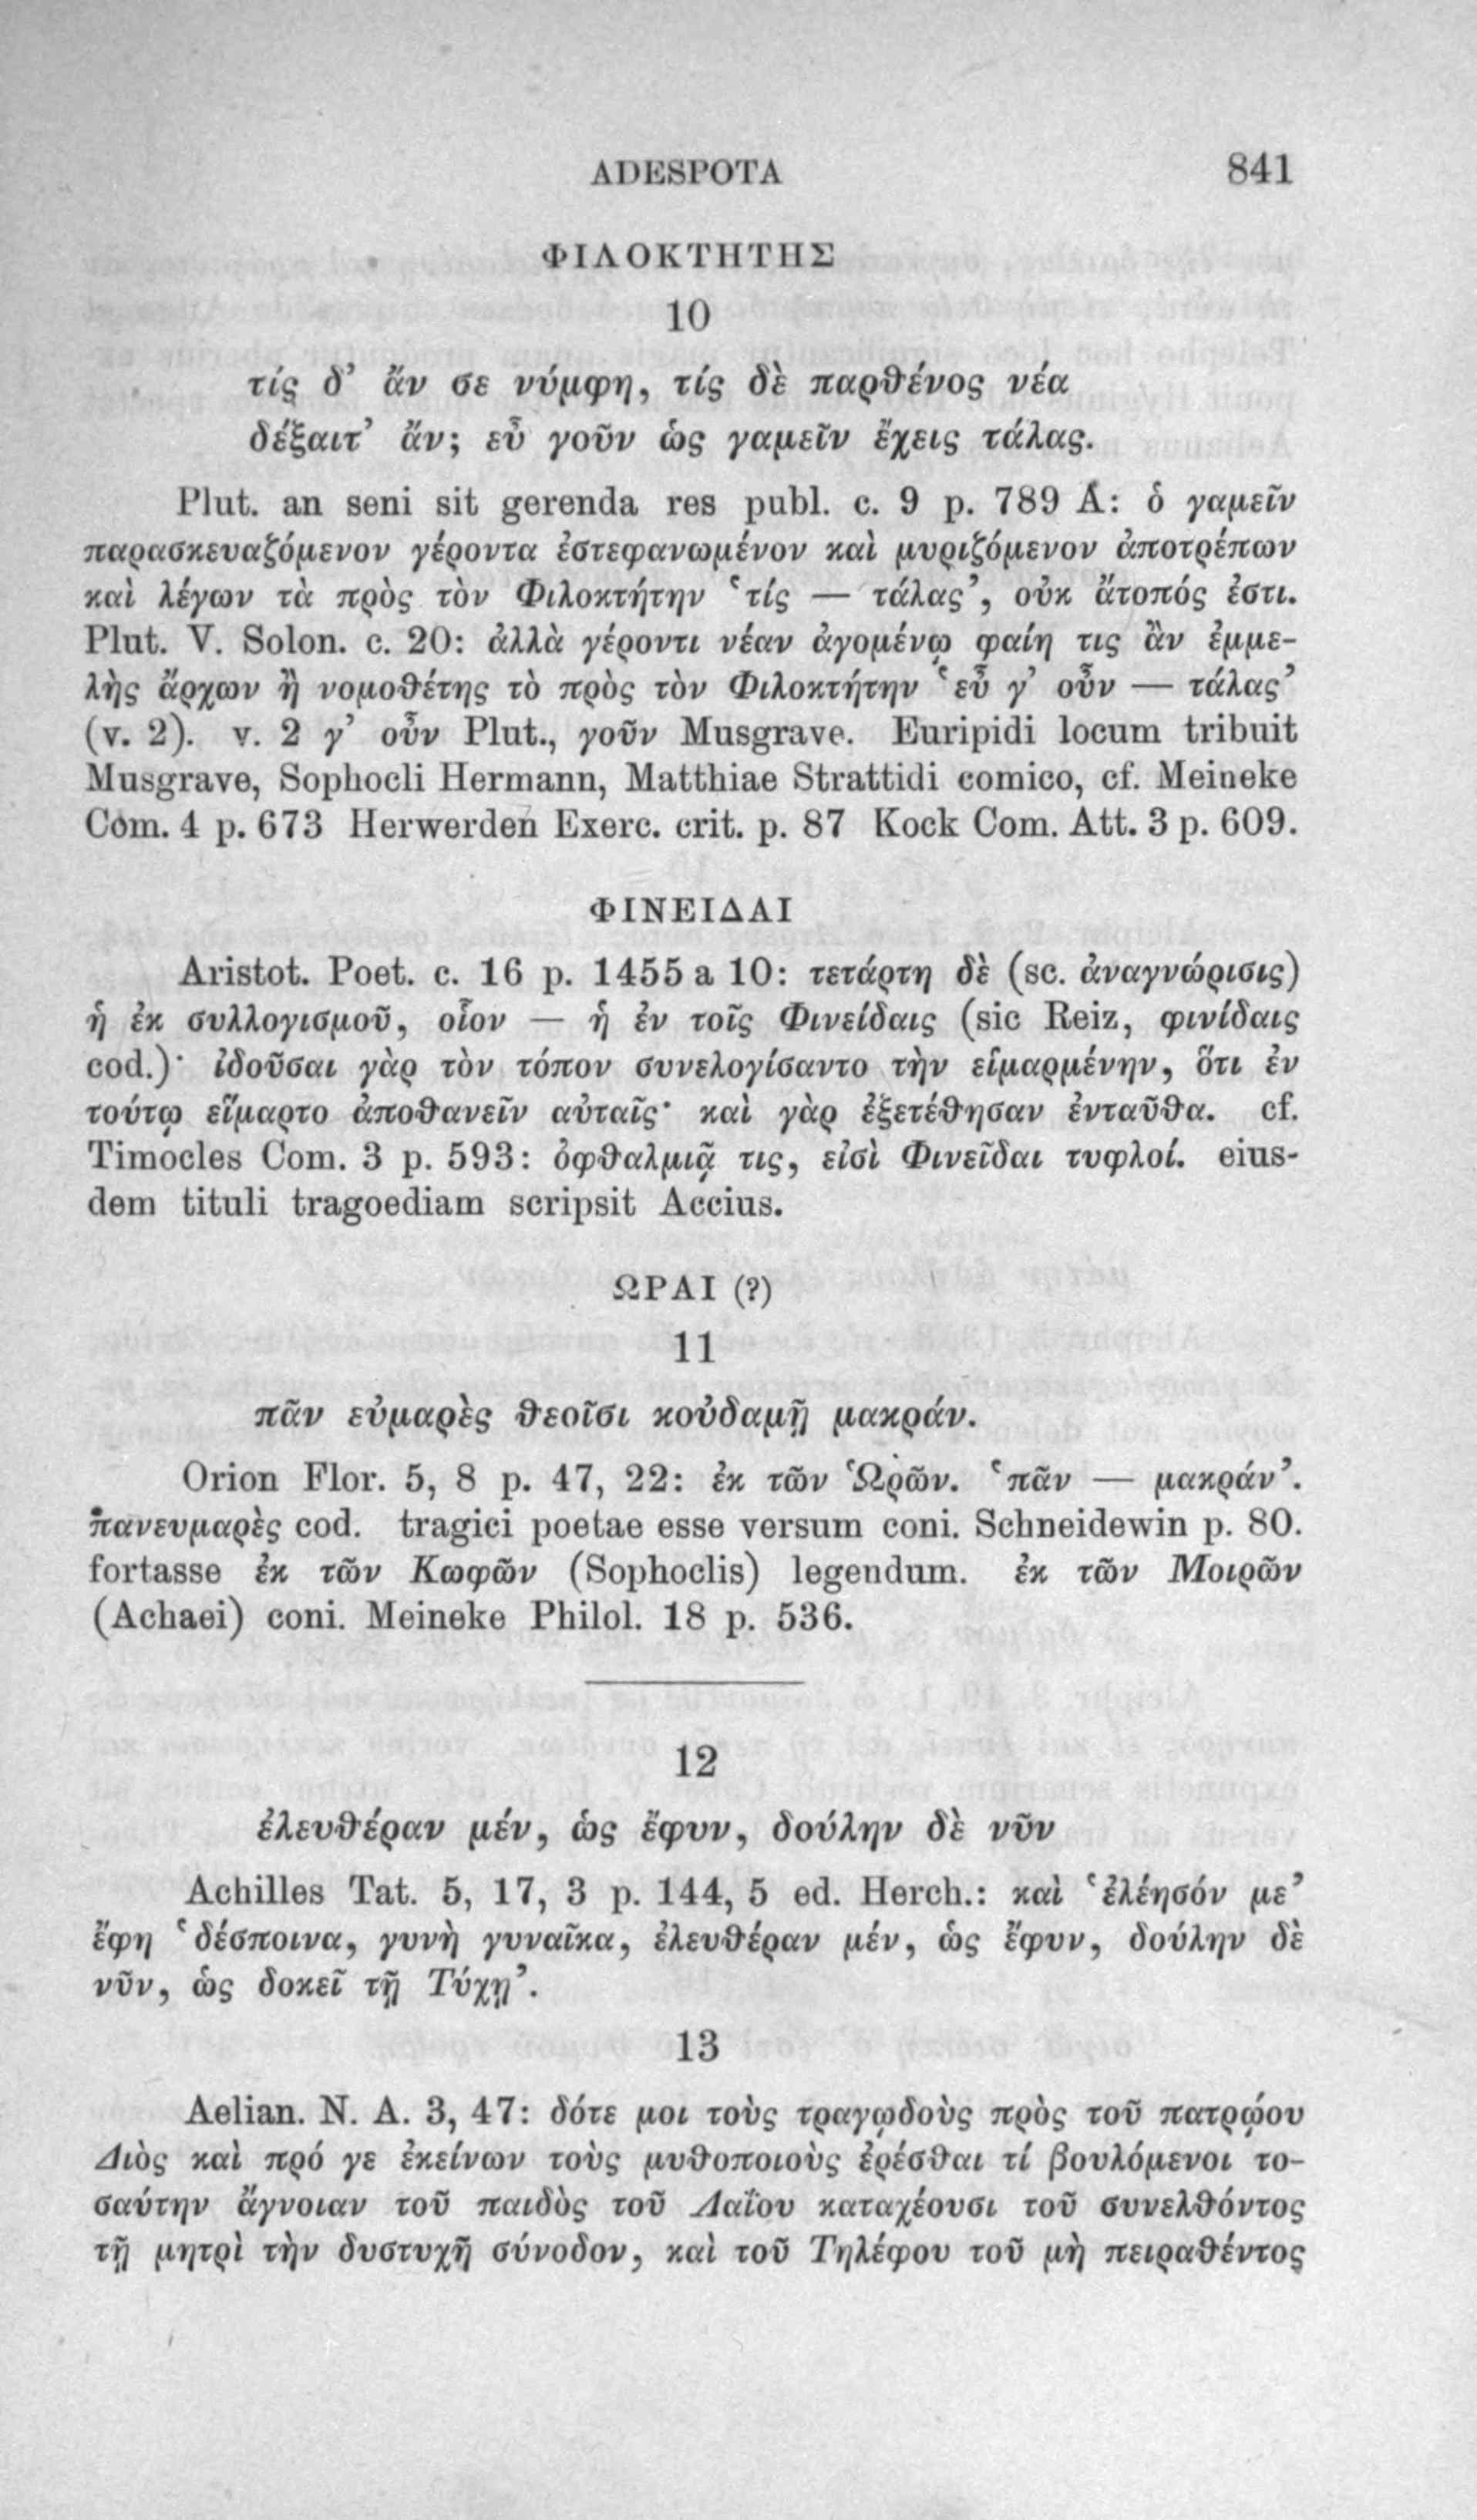 ADESPOTA 841
ΦΙΛΟΚΤΗΤΗΣ
10
τίς δ’ ἄν σε νύμφη, τίς δὲ παρθένος νέα
δέξαιτ’ ἄν; εὖ γοῦν ὡς γαμεῖν ἔχεις τάλας.
Plut. an seni sit gerenda res publ. c. 9 p. 789 A: ὁ γαμεῖν
παρασκευαζόμενον γέροντα ἐστεφανωμένον καὶ μυριζόμενον ἀποτρέπων
καὶ λέγων τὰ πρὸς τὸν Φιλοκτήτην ‘τίς — τάλας’, οὐκ ἄτοπός ἐστι.
Plut. V. Solon. c. 20: ἀλλὰ γέροντι νέαν ἀγομένῳ φαίη τις ἂν ἐμμε-
λὴς ἄρχων ἢ νομοθέτης τὸ πρὸς τὸν Φιλοκτήτην ‘εὖ γ’ οὖν — τάλας’
(v. 2). v. 2 γ’ οὖν Plut., γοῦν Musgrave. Euripidi locum tribuit
Musgrave, Sophocli Hermann, Matthiae Strattidi comico, cf. Meineke
Com. 4 p. 673 Herwerden Exerc. crit. p. 87 Kock Com. Att. 3 p. 609.
ΦΙΝΕΙΔΑΙ
Aristot. Poet. c. 16 p. 1455 a 10: τετάρτη δὲ (sc. ἀναγνώρισις)
ἡ ἐκ συλλογισμοῦ, οἷον — ἡ ἐν τοῖς Φινείδαις (sic Reiz, φινίδαις
cod.)· ἰδοῦσαι γὰρ τὸν τόπον συνελογίσαντο τὴν εἱμαρμένην, ὅτι ἐν
τούτῳ εἵμαρτο ἀποθανεῖν αὐταῖς· καὶ γὰρ ἐξετέθησαν ἐνταῦθα. cf.
Timocles Com. 3 p. 593: ὀφθαλμιᾷ τις, εἰσὶ Φινεῖδαι τυφλοί. eius-
dem tituli tragoediam scripsit Accius.
ΩΡΑΙ (?)
11
πᾶν εὐμαρὲς θεοῖσι κοὐδαμῇ μακράν.
Orion Flor. 5, 8 p. 47, 22: ἐκ τῶν Ὡρῶν. ‘πᾶν — μακράν’.
πανευμαρὲς cod. tragici poetae esse versum coni. Schneidewin p. 80.
fortasse ἐκ τῶν Κωφῶν (Sophoclis) legendum. ἐκ τῶν Μοιρῶν
(Achaei) coni. Meineke Philol. 18 p. 536.
12
ἐλευθέραν μέν, ὡς ἔφυν, δούλην δὲ νῦν
Achilles Tat. 5, 17, 3 p. 144, 5 ed. Herch.: καὶ ‘ἐλέησόν με’
ἔφη ‘δέσποινα, γυνὴ γυναῖκα, ἐλευθέραν μέν, ὡς ἔφυν, δούλην δὲ
νῦν, ὡς δοκεῖ τῇ Τύχῃ’.
13
Aelian. N. A. 3, 47: δότε μοι τοὺς τραγῳδοὺς πρὸς τοῦ πατρῴου
Διὸς καὶ πρό γε ἐκείνων τοὺς μυθοποιοὺς ἐρέσθαι τί βουλόμενοι το-
σαύτην ἄγνοιαν τοῦ παιδὸς τοῦ Λαΐου καταχέουσι τοῦ συνελθόντος
τῇ μητρὶ τὴν δυστυχῆ σύνοδον, καὶ τοῦ Τηλέφου τοῦ μὴ πειραθέντος